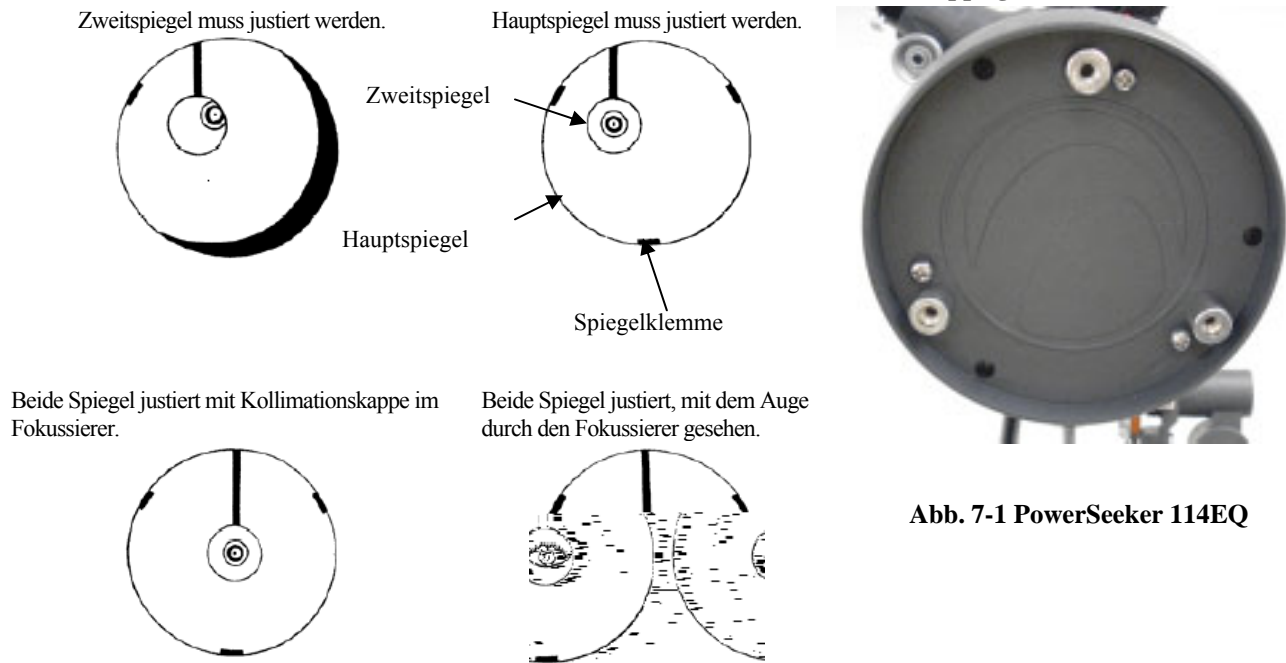 Zweitspiegel muss justiert werden.
Hauptspiegel muss justiert werden.
Zweitspiegel
Hauptspiegel
Spiegelklemme
Beide Spiegel justiert mit Kollimationskappe im
Fokussierer.
Beide Spiegel justiert, mit dem Auge
durch den Fokussierer gesehen.
Abb. 7-1 PowerSeeker 114EQ